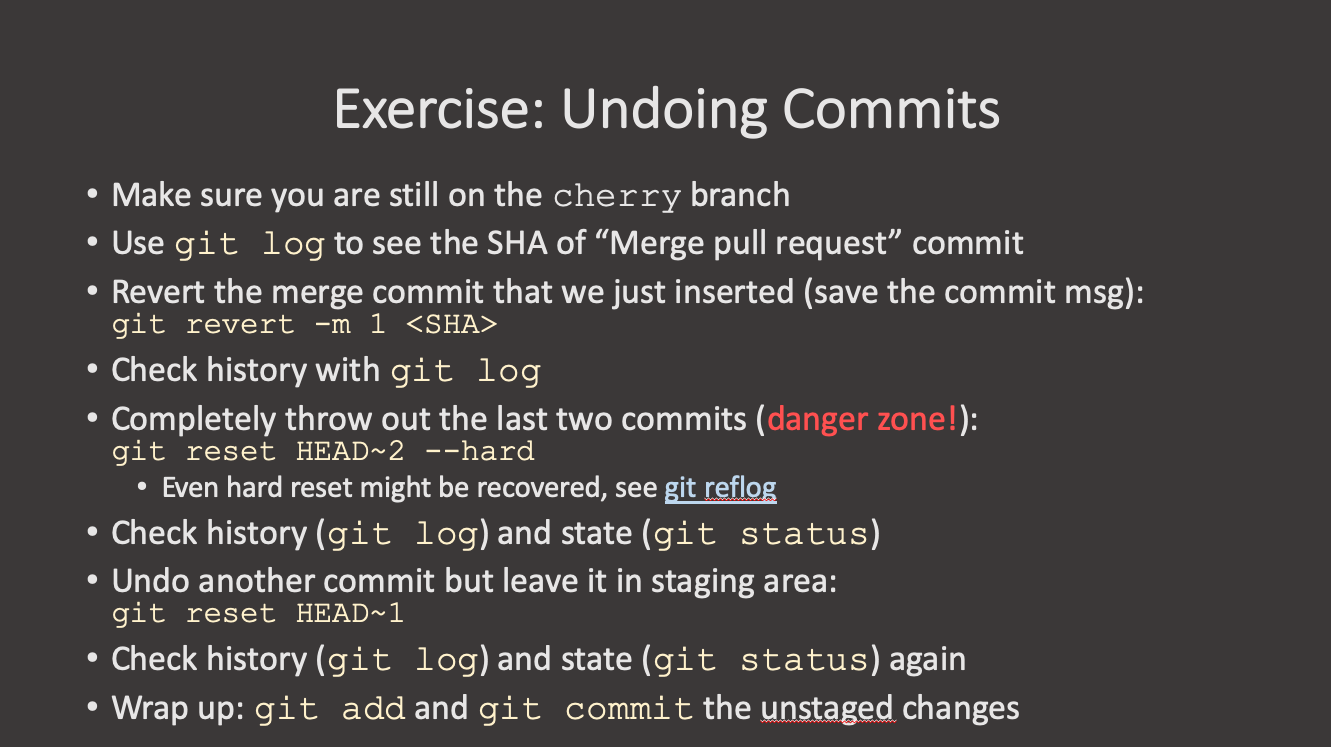 Exercise: Undoing Commits
• Make sure you are still on the cherry branch
• Use git log to see the SHA of “Merge pull request” commit
• Revert the merge commit that we just inserted (save the commit msg):
git revert -m 1 <SHA>
• Check history with git log
• Completely throw out the last two commits (danger zone!):
git reset HEAD~2 --hard
• Even hard reset might be recovered, see git reflog
• Check history (git log) and state (git status)
• Undo another commit but leave it in staging area:
git reset HEAD~1
• Check history (git log) and state (git status) again
• Wrap up: git add and git commit the unstaged changes